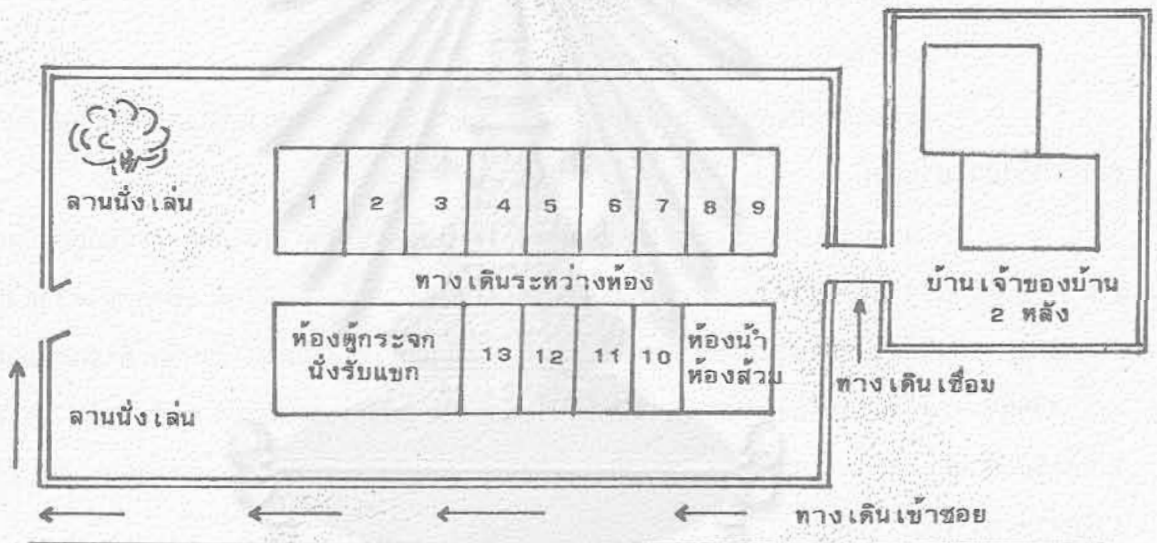 ลานนั่งเล่น
1 2 3 4 5 6 7 8 9
ทางเดินระหว่างห้อง
บ้านเจ้าของบ้าน
2 หลัง
ห้องตู้กระจก
นั่งรับแขก
13 12 11 10
ห้องน้ำ
ห้องส้วม
ทางเดินเชื่อม
ลานนั่งเล่น
ทางเดินเข้าซอย